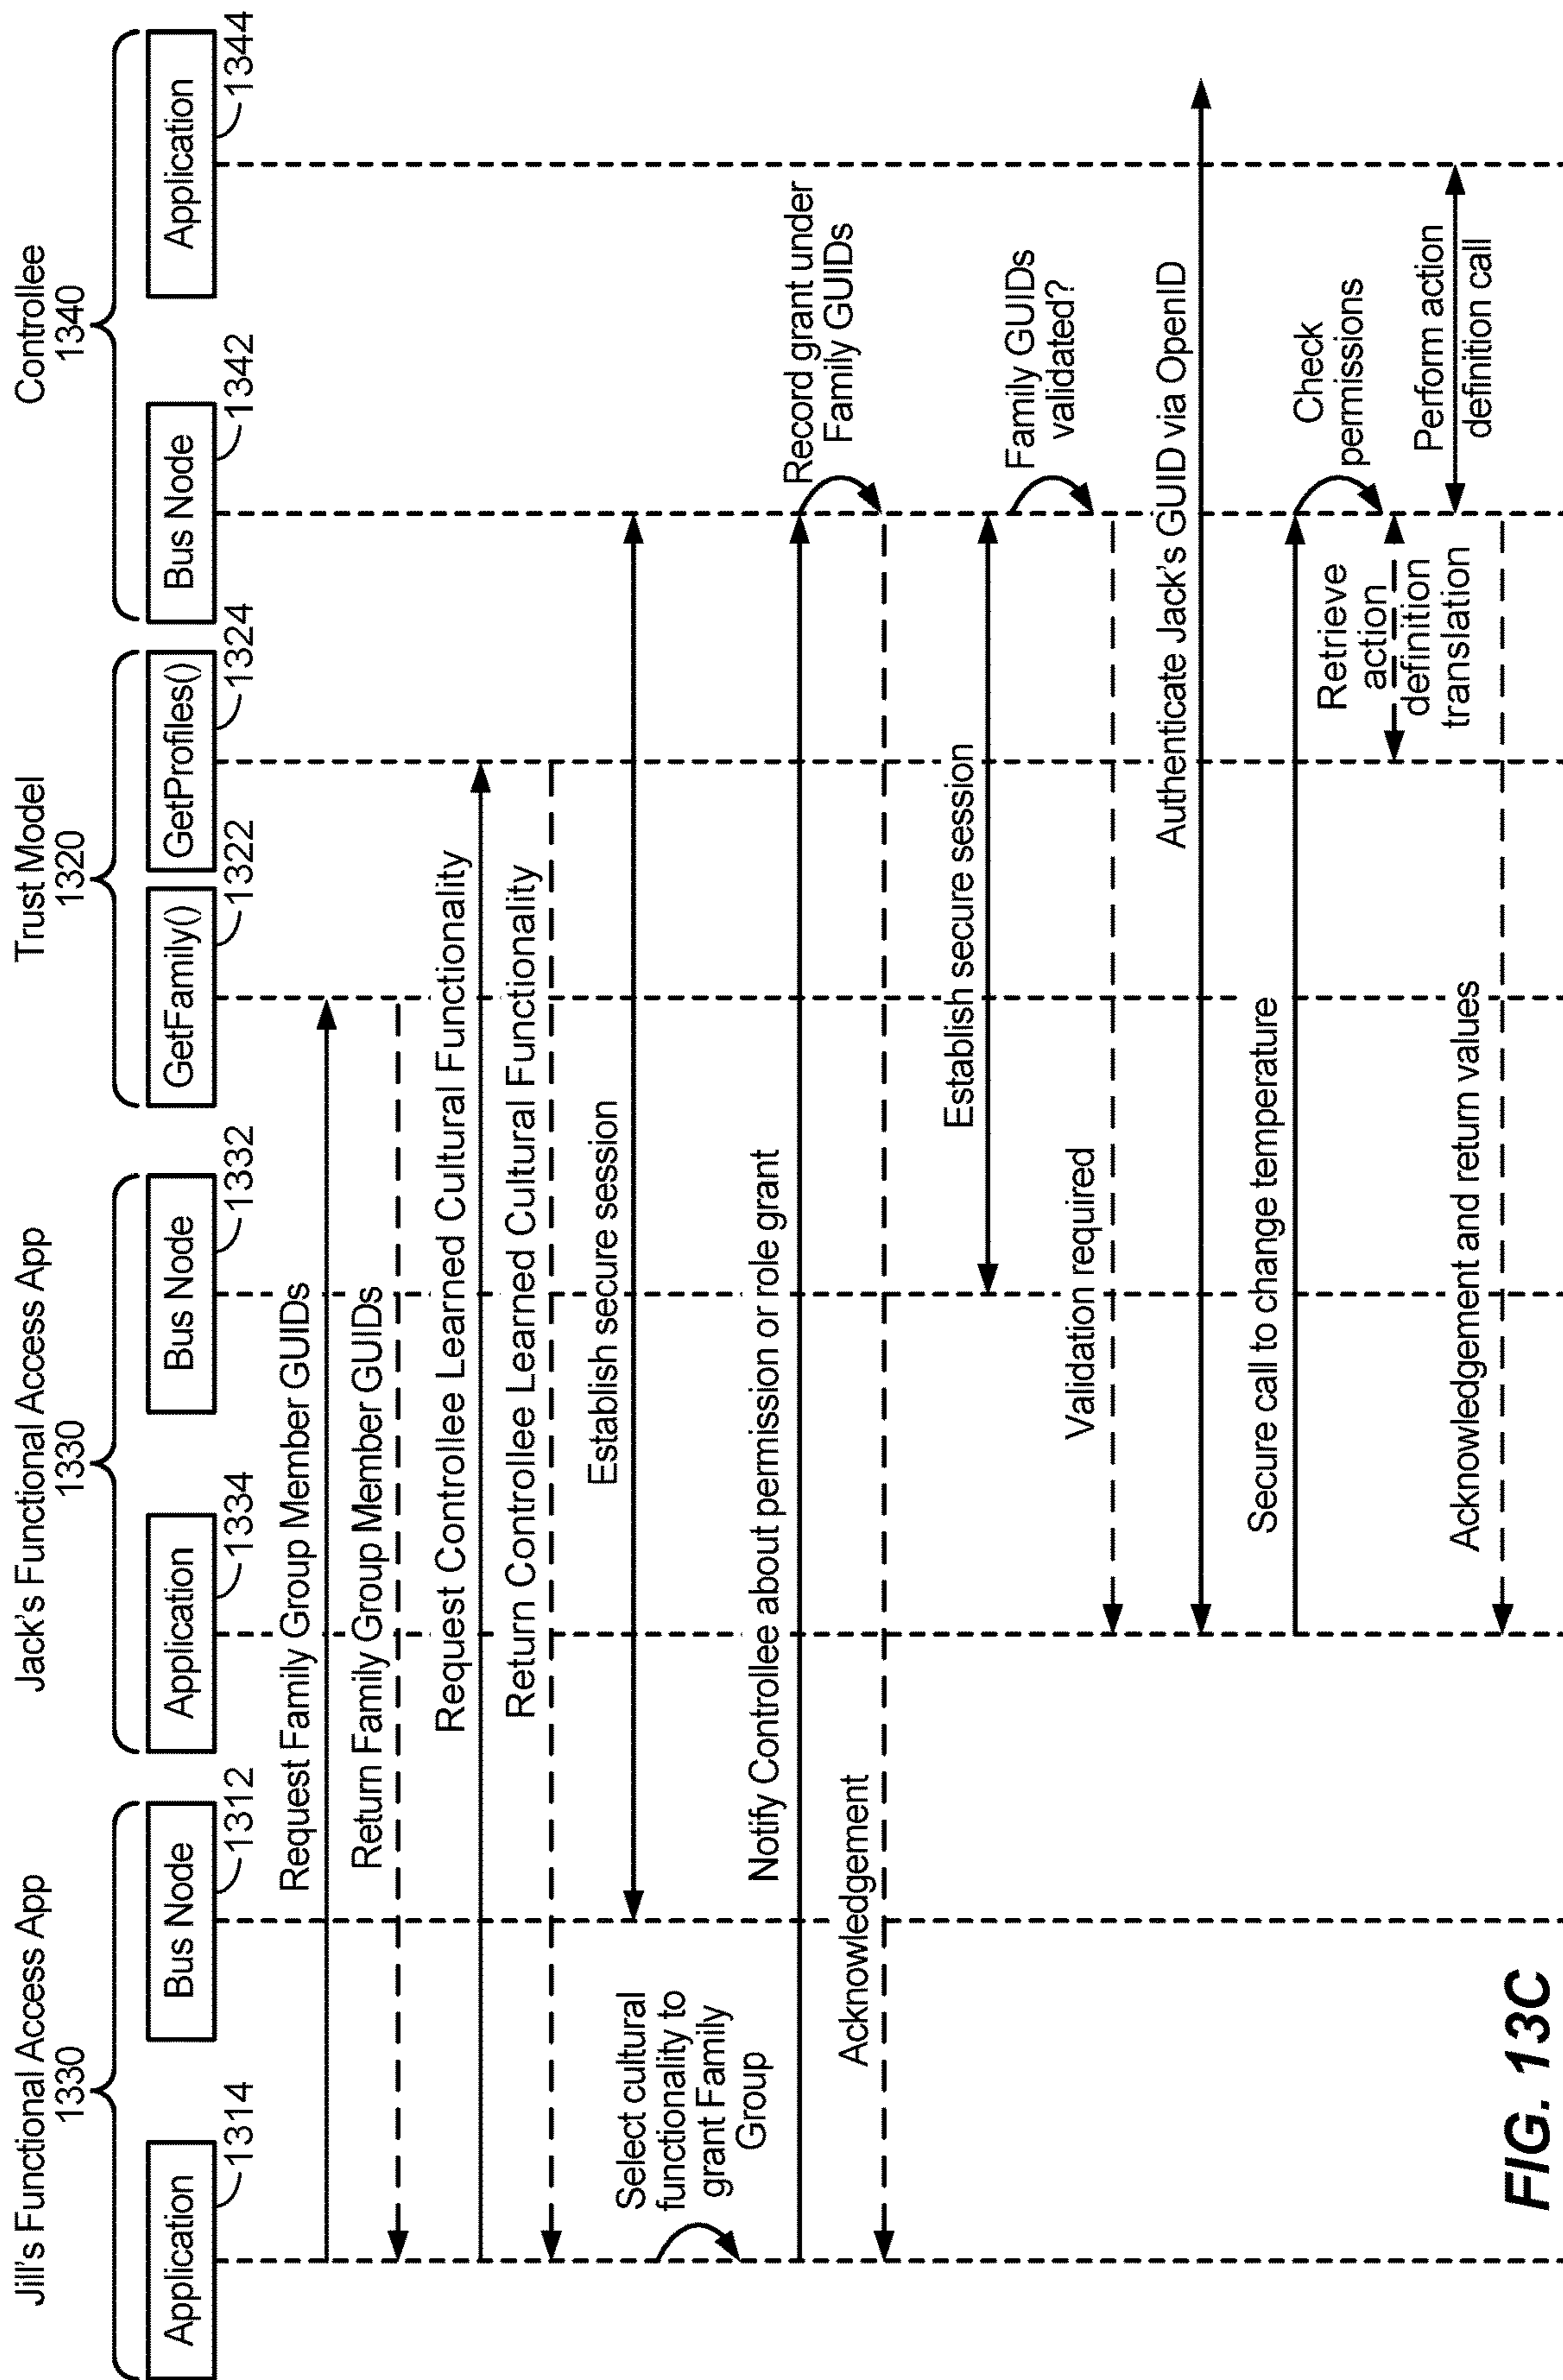 Jill's Functional Access App
1330
Jack's Functional Access App
1330
Trust Model
1320
Controllee
1340
Application
1314
Bus Node
1312
Application
1334
Bus Node
1332
GetFamily()
1322
GetProfiles()
1324
Bus Node
1342
Application
1344
Request Family Group Member GUIDs
Return Family Group Member GUIDs
Request Controllee Learned Cultural Functionality
Return Controllee Learned Cultural Functionality
Establish secure session
Select cultural
functionality to
grant Family
Group
Notify Controllee about permission or role grant
Record grant under
Family GUIDs
Acknowledgement
Establish secure session
Family GUIDs
validated?
Validation required
Authenticate Jack's GUID via OpenID
Secure call to change temperature
Check
permissions
Retrieve
action
definition
translation
Perform action
definition call
Acknowledgement and return values
FIG. 13C